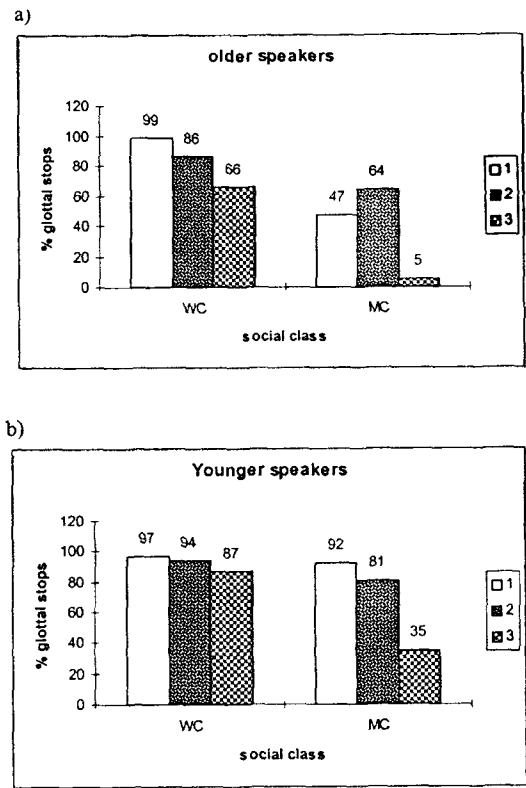 a)
older speakers
% glottal stops
120
100
80
60
40
20
0
99
86
66
47
64
5
WC
MC
social class
1
2
3
b)
Younger speakers
% glottal stops
120
100
80
60
40
20
0
97
94
87
92
81
35
WC
MC
social class
1
2
3